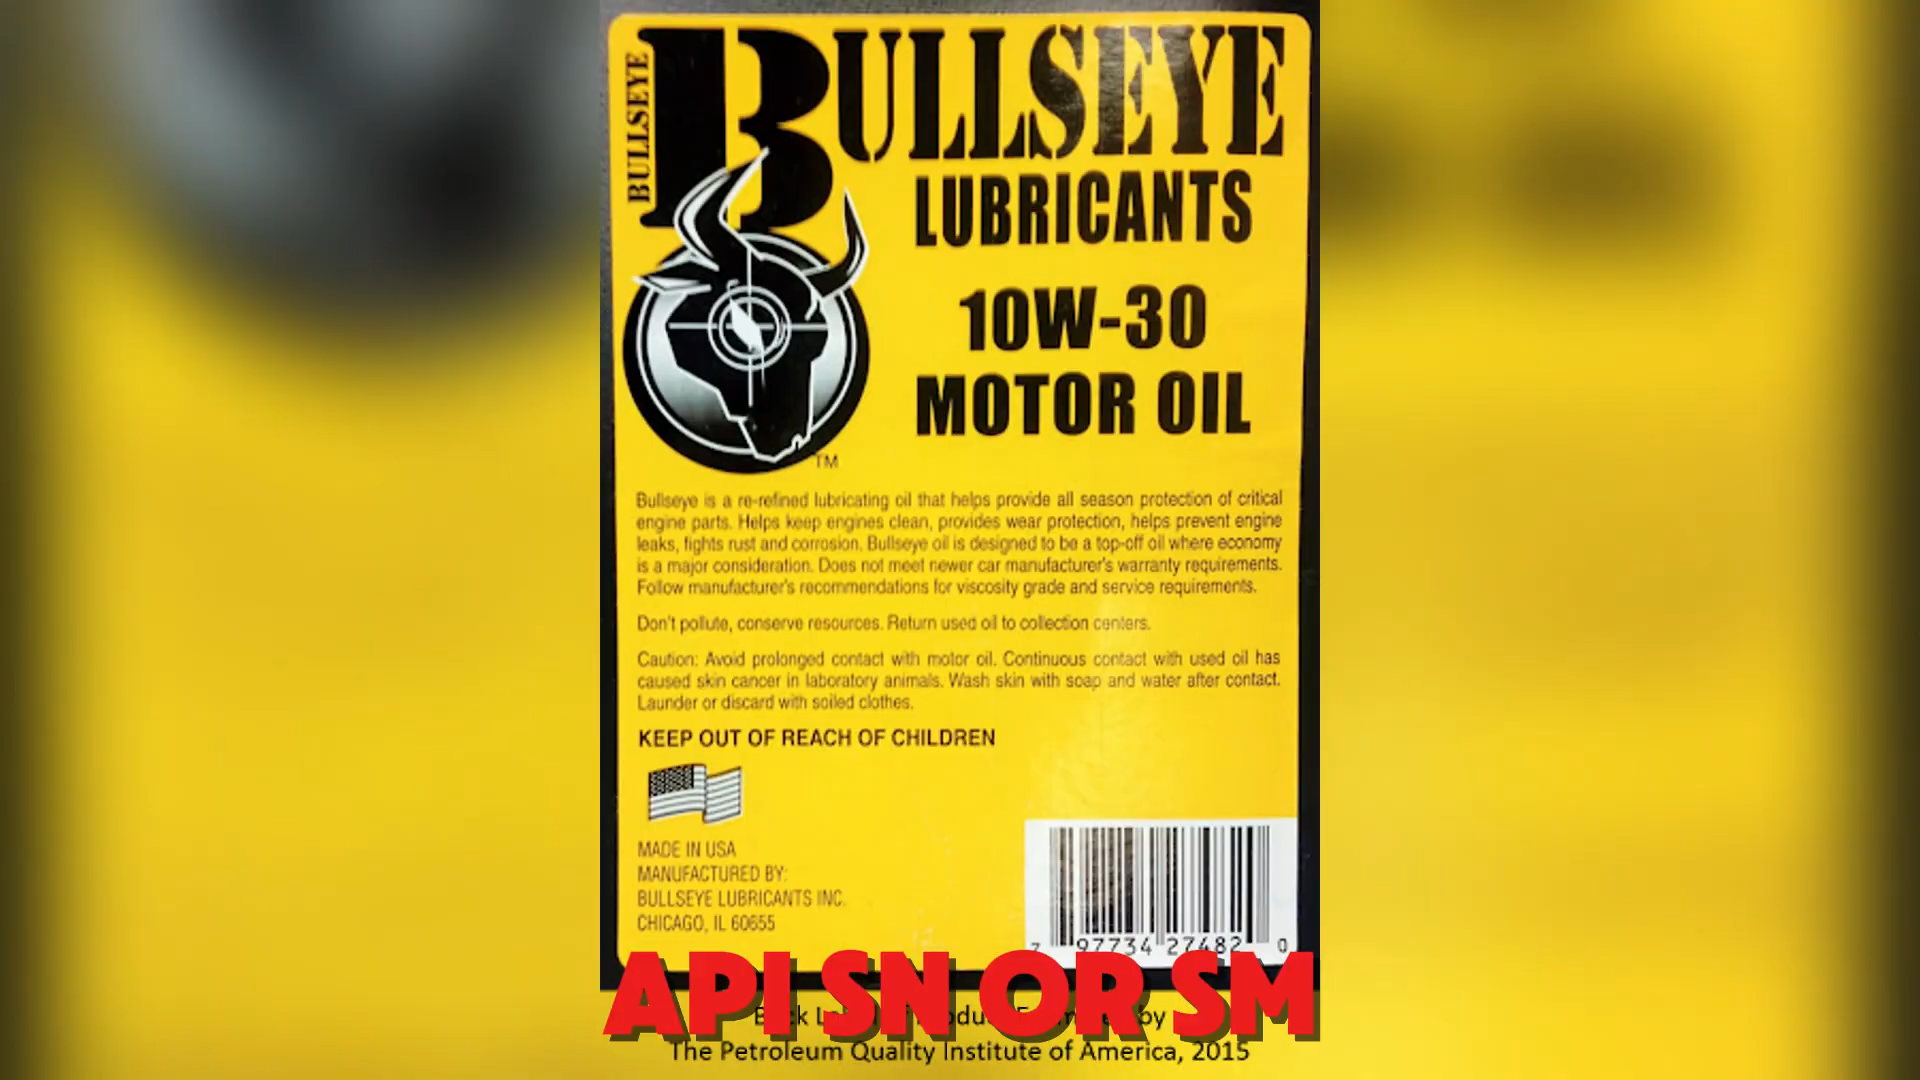 BULLSEYE
BULLSEYE
LUBRICANTS
10W-30
MOTOR OIL
TM
Bullseye is a re-refined lubricating oil that helps provide all season protection of critical
engine parts. Helps keep engines clean, provides wear protection, helps prevent engine
leaks, fights rust and corrosion. Bullseye oil is designed to be a top-off oil where economy
is a major consideration. Does not meet newer car manufacturer's warranty requirements.
Follow manufacturer's recommendations for viscosity grade and service requirements.
Don't pollute, conserve resources. Return used oil to collection centers.
Caution: Avoid prolonged contact with motor oil. Continuous contact with used oil has
caused skin cancer in laboratory animals. Wash skin with soap and water after contact.
Launder or discard with soiled clothes.
KEEP OUT OF REACH OF CHILDREN
MADE IN USA
MANUFACTURED BY:
BULLSEYE LUBRICANTS INC.
CHICAGO, IL 60655
7 97734 27482 0
API SN OR SM
by
The Petroleum Quality Institute of America, 2015